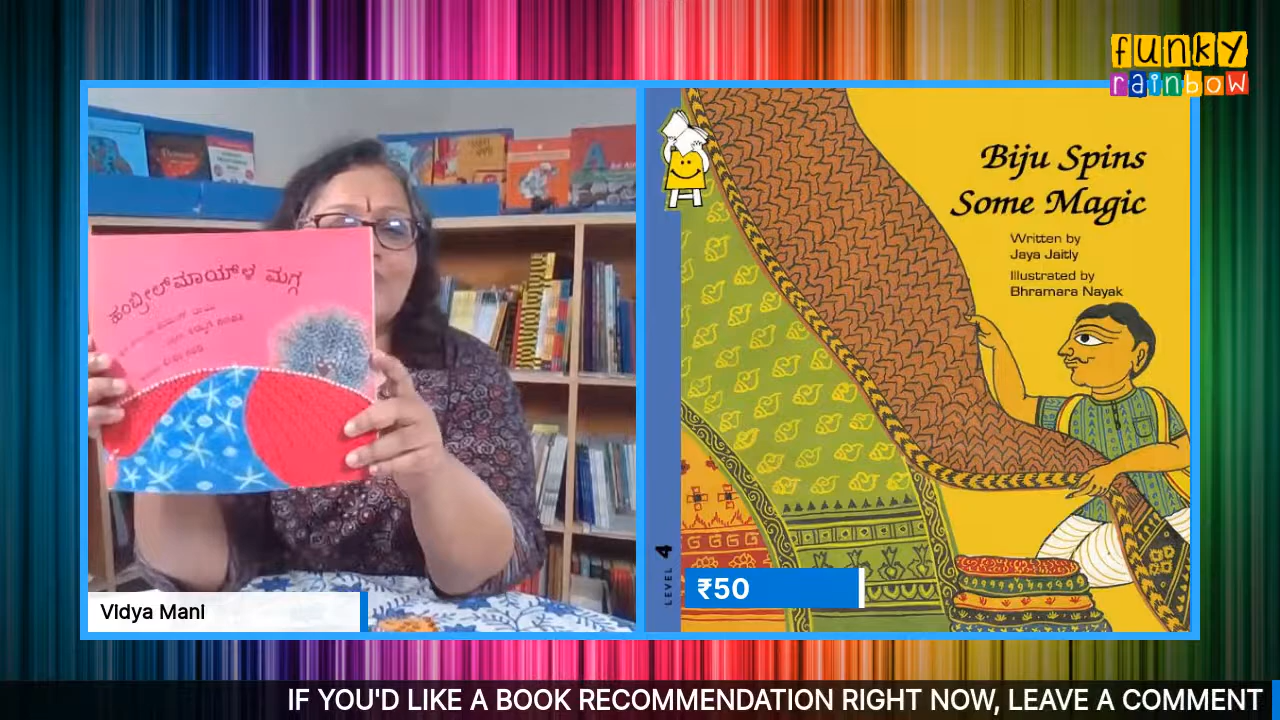 funky
rainbow
ಹಂಬ್ರೀಲ್‌ಮಾಯ್‌ಳ ಮಗ್ಗ
Biju Spins
Some Magic
Written by
Jaya Jaitly
Illustrated by
Bhramara Nayak
LEVEL 4
₹50
Vidya Mani
IF YOU'D LIKE A BOOK RECOMMENDATION RIGHT NOW, LEAVE A COMMENT